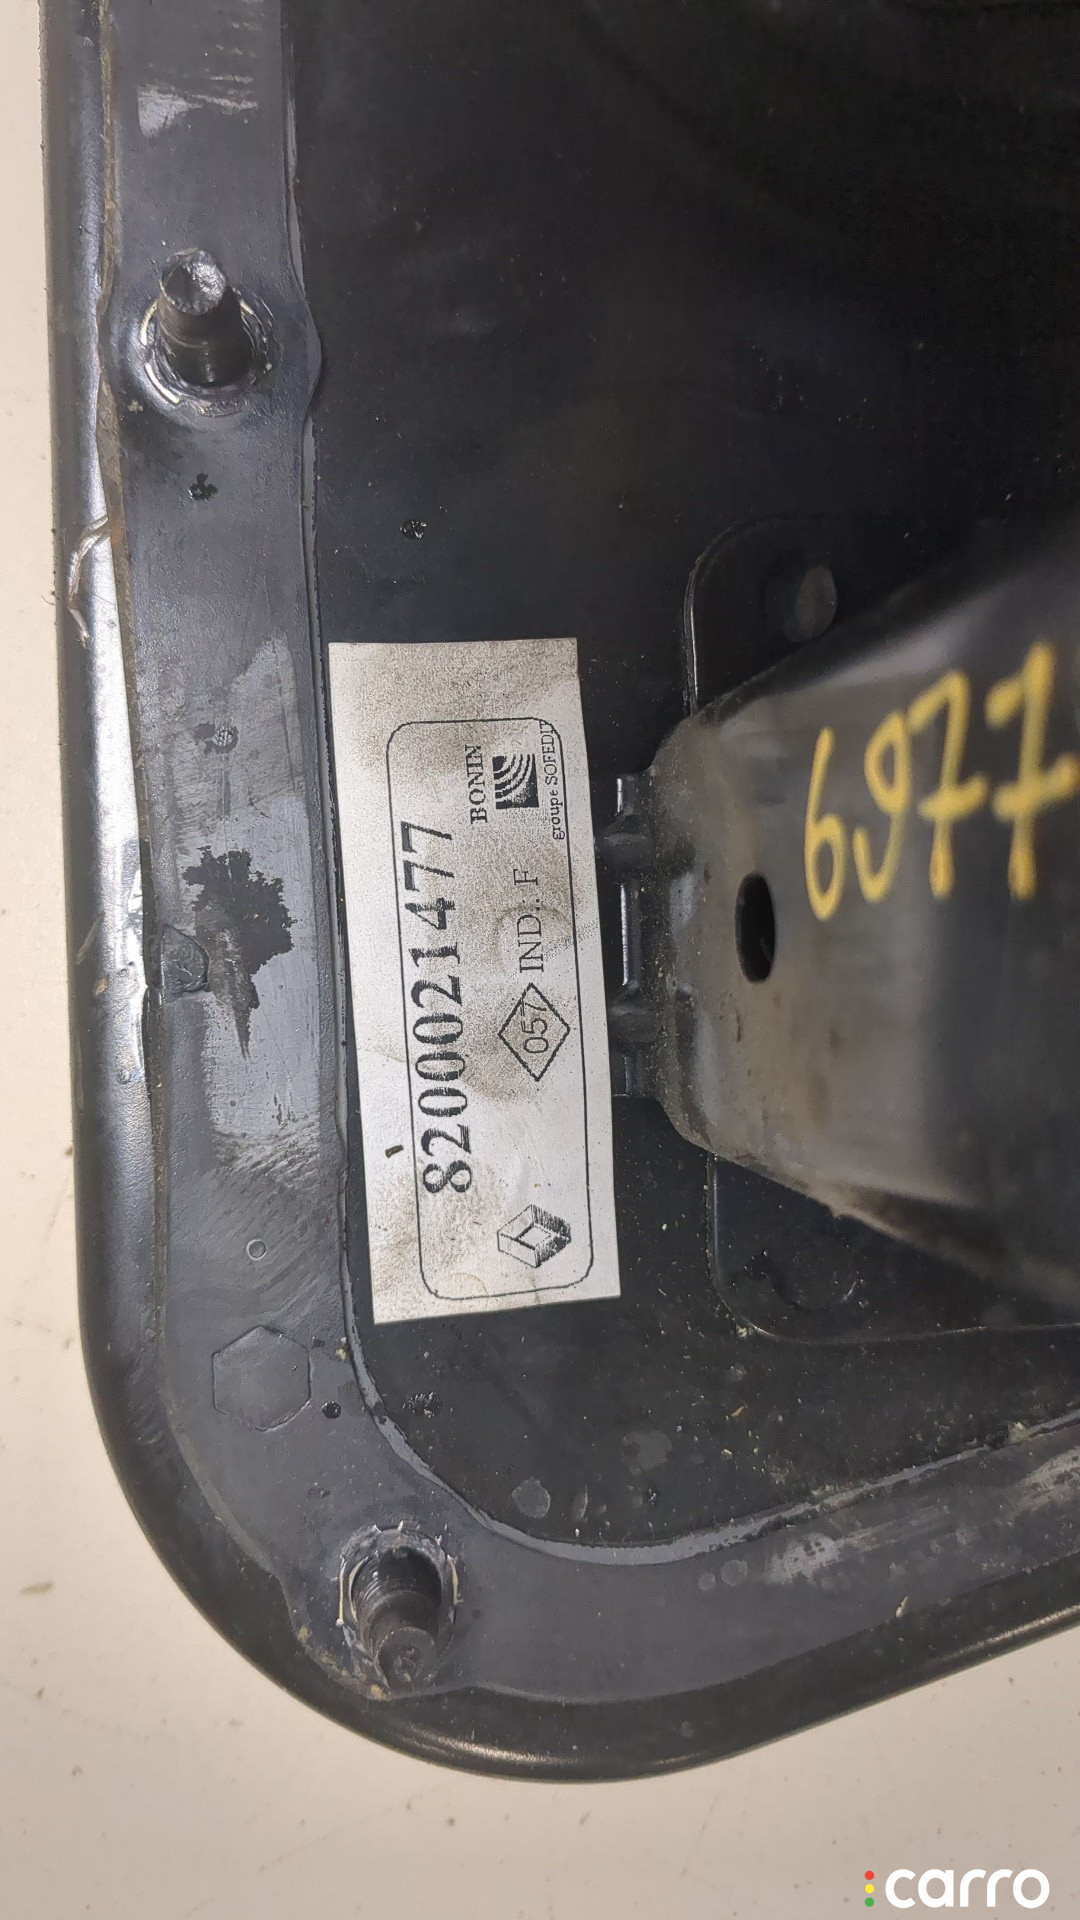 8200021477
BONIN
groupe SOFEDIT
057
IND.: F
6977
carro